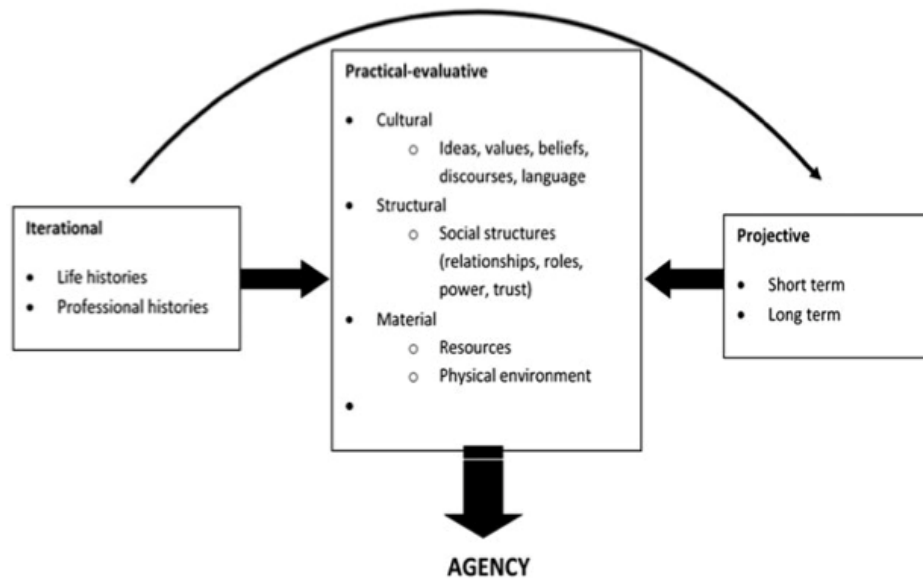 Practical-evaluative
• Cultural
o Ideas, values, beliefs,
discourses, language
• Structural
o Social structures
(relationships, roles,
power, trust)
• Material
o Resources
o Physical environment
•
Iterational
• Life histories
• Professional histories
Projective
• Short term
• Long term
AGENCY